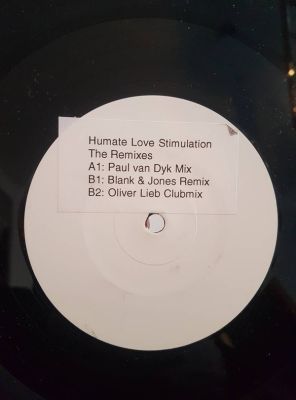 Humate Love Stimulation
The Remixes
A1: Paul van Dyk Mix
B1: Blank & Jones Remix
B2: Oliver Lieb Clubmix